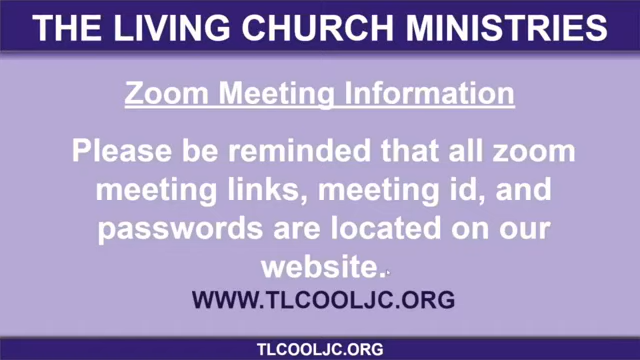 THE LIVING CHURCH MINISTRIES
Zoom Meeting Information
Please be reminded that all zoom
meeting links, meeting id, and
passwords are located on our
website.
WWW.TLCOOLJC.ORG
TLCOOLJC.ORG